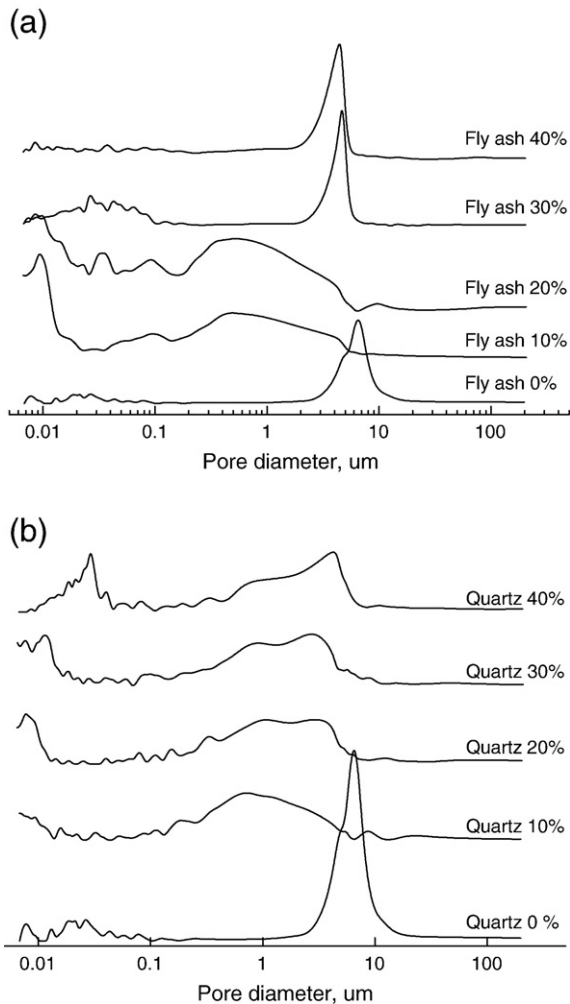 (a)
Fly ash 40%
Fly ash 30%
Fly ash 20%
Fly ash 10%
Fly ash 0%
0.01 0.1 1 10 100
Pore diameter, um
(b)
Quartz 40%
Quartz 30%
Quartz 20%
Quartz 10%
Quartz 0 %
0.01 0.1 1 10 100
Pore diameter, um